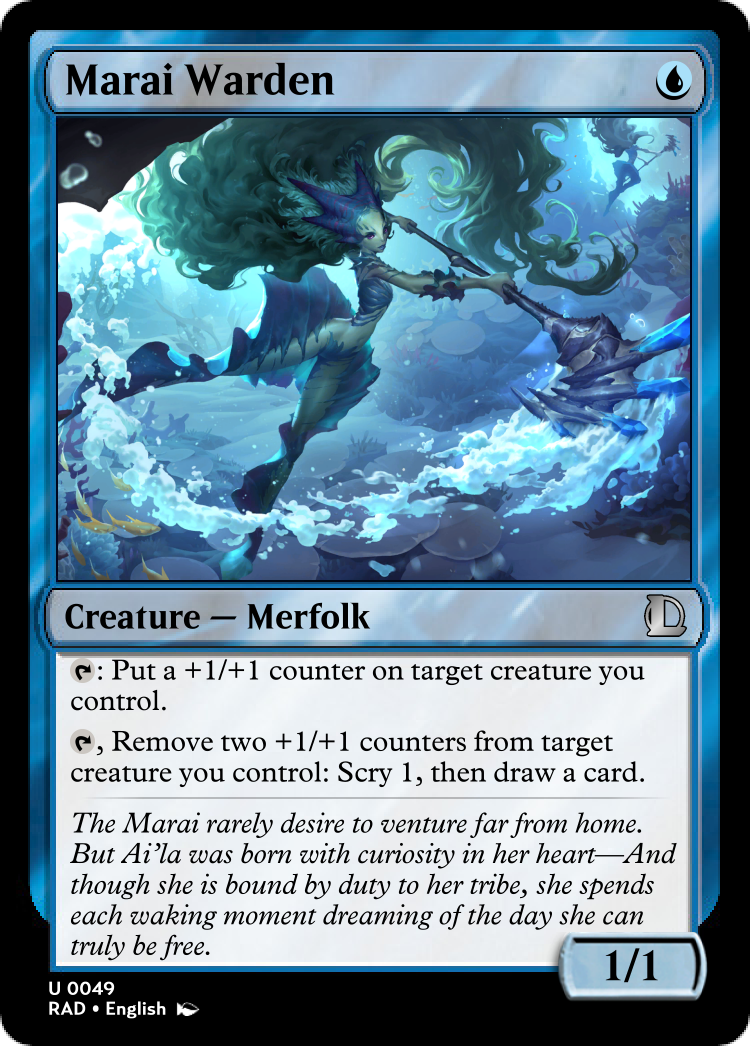 Marai Warden
Creature — Merfolk
: Put a +1/+1 counter on target creature you
control.
, Remove two +1/+1 counters from target
creature you control: Scry 1, then draw a card.
The Marai rarely desire to venture far from home.
But Ai’la was born with curiosity in her heart—And
though she is bound by duty to her tribe, she spends
each waking moment dreaming of the day she can
truly be free.
1/1
U 0049
RAD • English